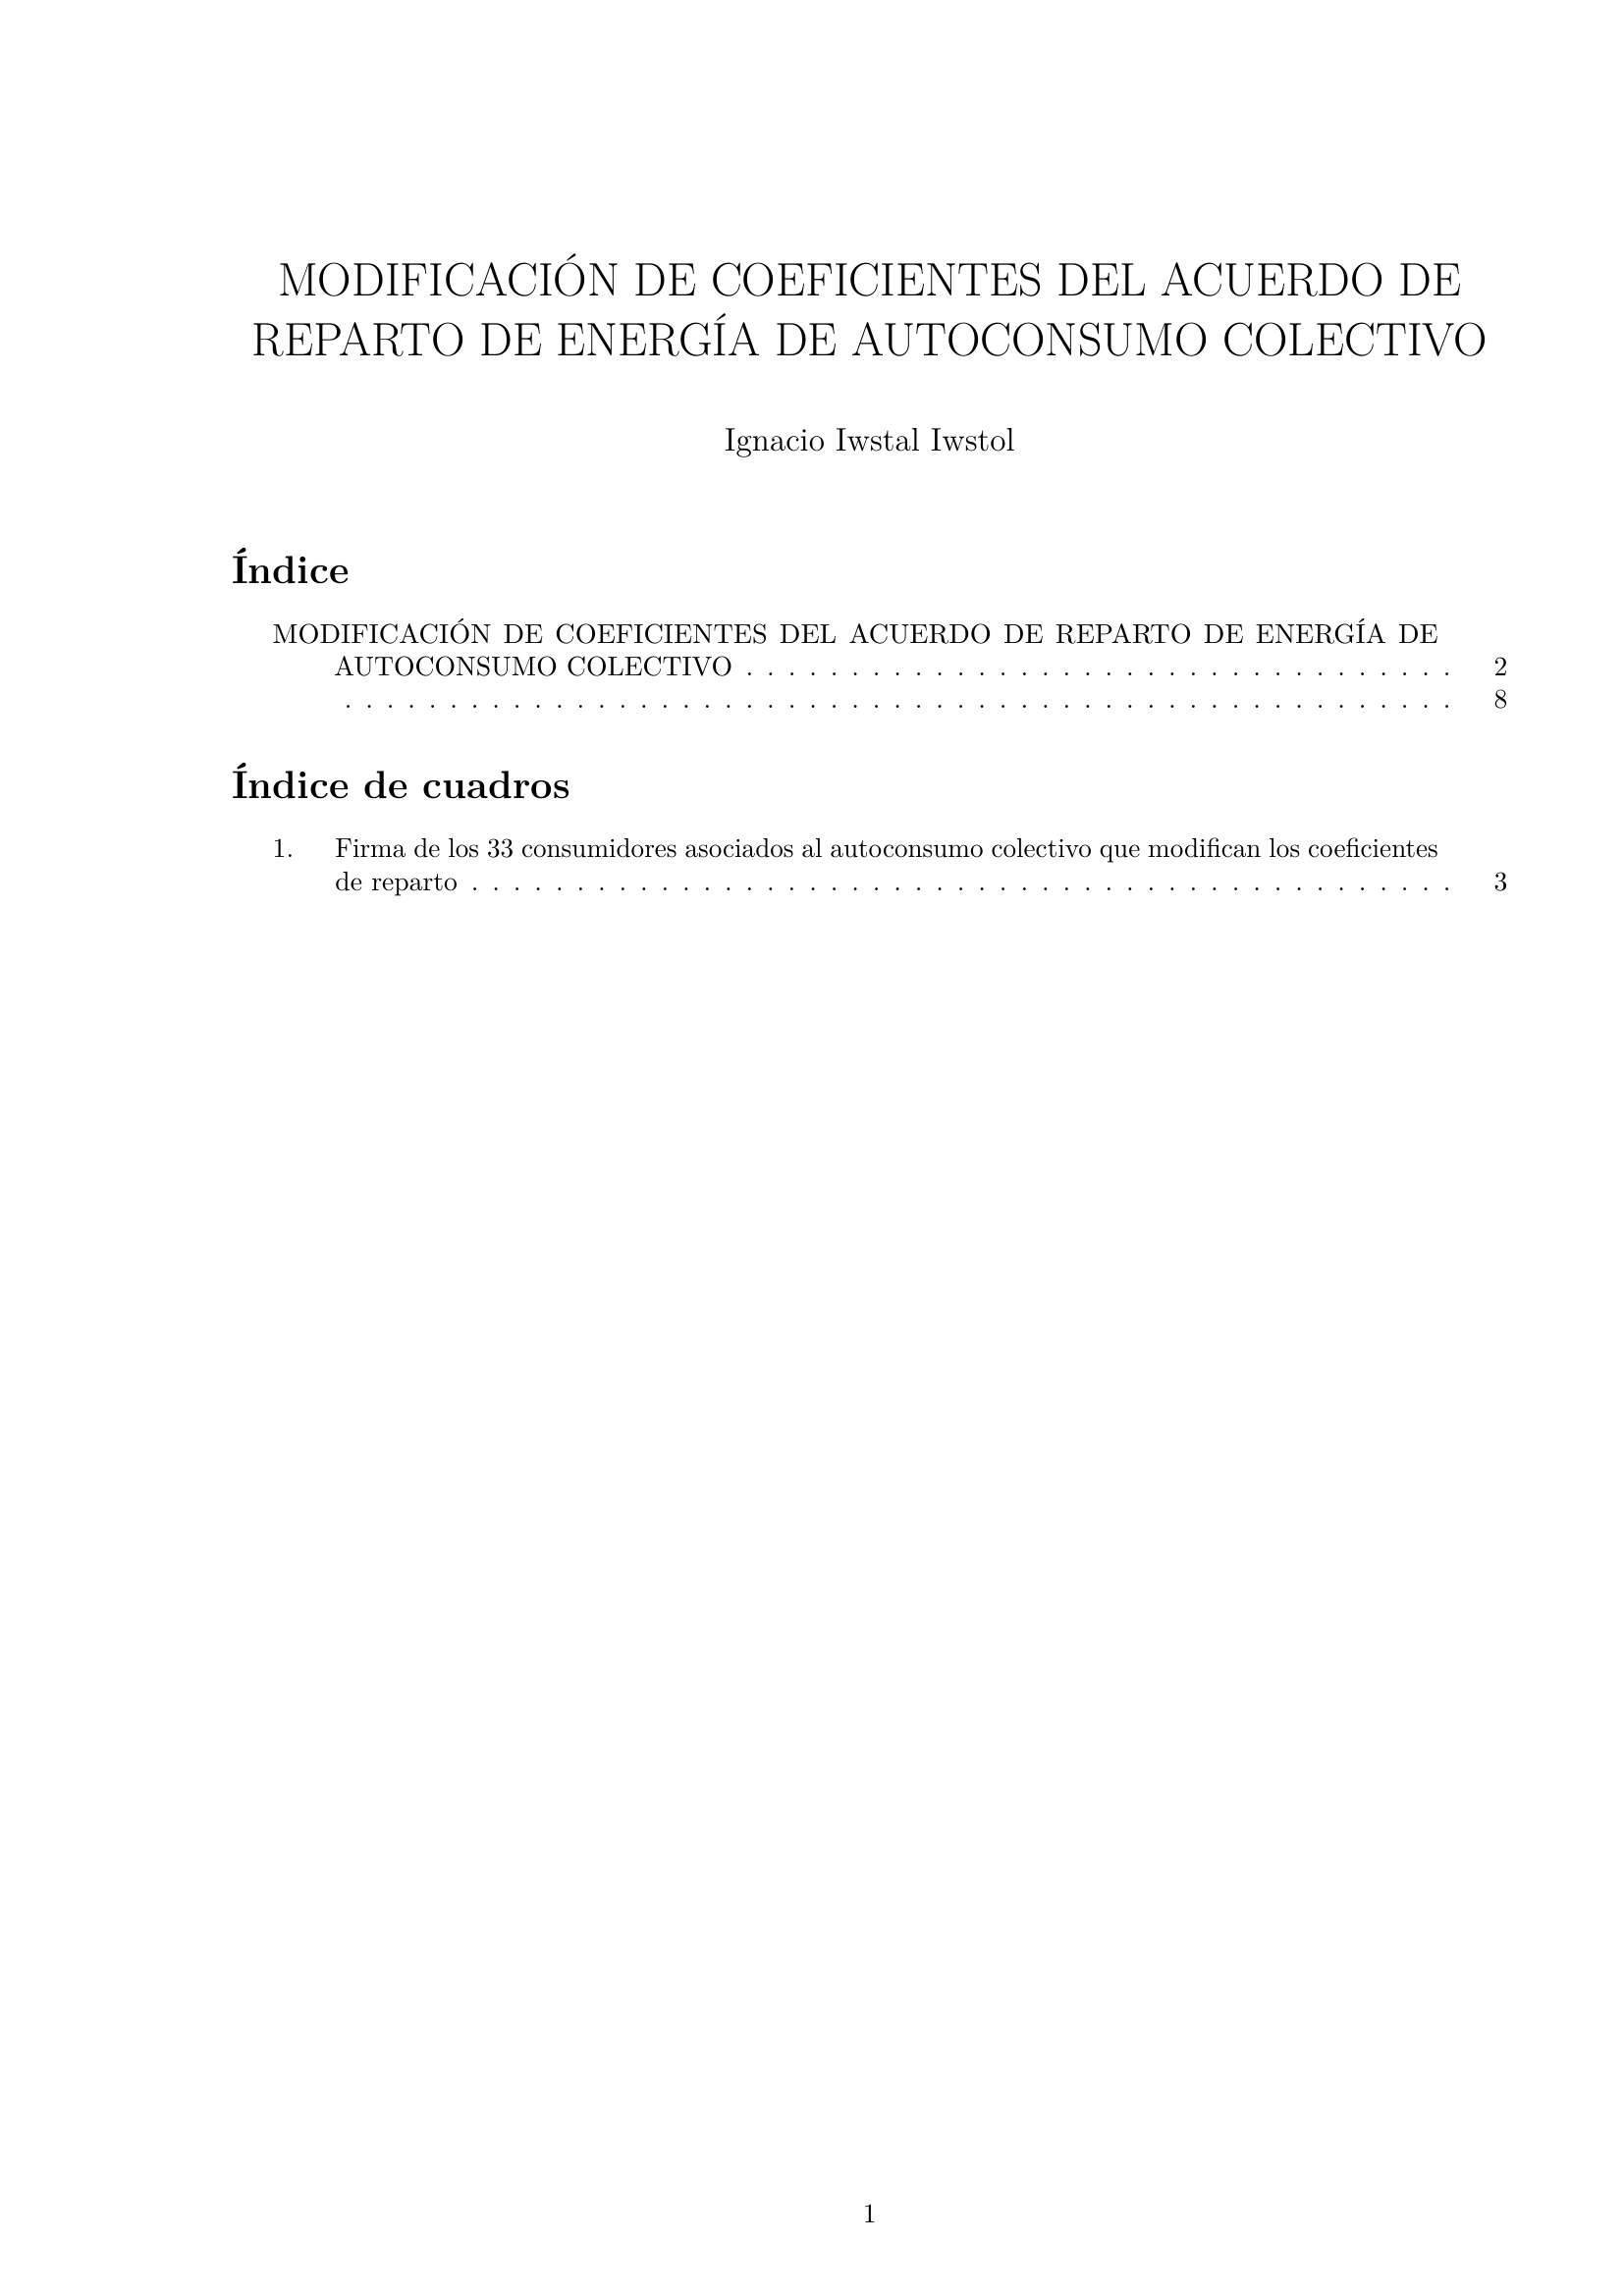 MODIFICACIÓN DE COEFICIENTES DEL ACUERDO DE
REPARTO DE ENERGÍA DE AUTOCONSUMO COLECTIVO
Ignacio Iwstal Iwstol
Índice
MODIFICACIÓN DE COEFICIENTES DEL ACUERDO DE REPARTO DE ENERGÍA DE
AUTOCONSUMO COLECTIVO . . . . . . . . . . . . . . . . . . . . . . . . . . . . . . . . . . 2
. . . . . . . . . . . . . . . . . . . . . . . . . . . . . . . . . . . . . . . . . . . . . . . . . . . . . 8
Índice de cuadros
1. Firma de los 33 consumidores asociados al autoconsumo colectivo que modifican los coeficientes
de reparto . . . . . . . . . . . . . . . . . . . . . . . . . . . . . . . . . . . . . . . . . . . . . . . 3
1